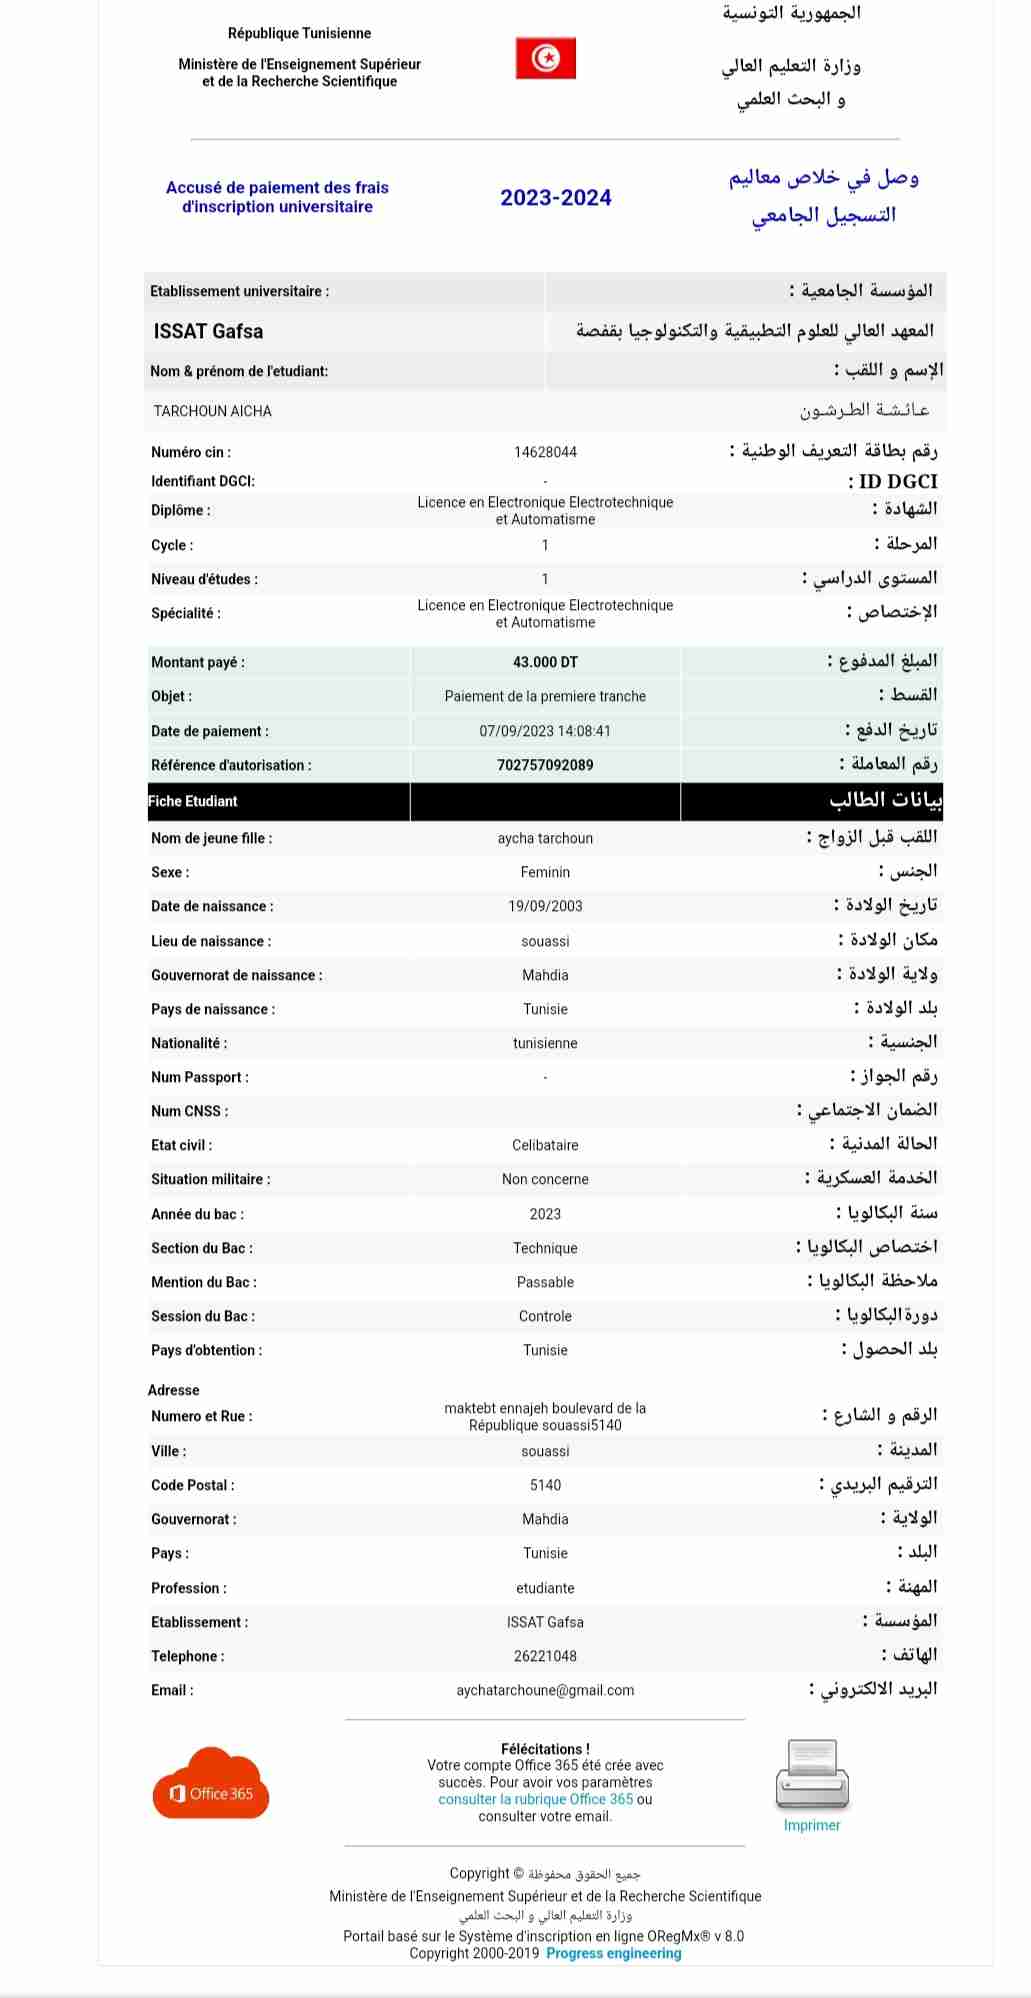 République Tunisienne
الجمهورية التونسية
Ministère de l'Enseignement Supérieur
et de la Recherche Scientifique
وزارة التعليم العالي
و البحث العلمي
Accusé de paiement des frais
d'inscription universitaire
2023-2024
وصل في خلاص معاليم
التسجيل الجامعي
Etablissement universitaire : المؤسسة الجامعية :
ISSAT Gafsa المعهد العالي للعلوم التطبيقية والتكنولوجيا بقفصة
Nom & prénom de l'etudiant: الإسم و اللقب :
TARCHOUN AICHA عـائـشـة الطـرشـون
Numéro cin : 14628044 رقم بطاقة التعريف الوطنية :
Identifiant DGCI: - ID DGCI :
Diplôme : Licence en Electronique Electrotechnique الشهادة :
et Automatisme
Cycle : 1 المرحلة :
Niveau d'études : 1 المستوى الدراسي :
Spécialité : Licence en Electronique Electrotechnique الإختصاص :
et Automatisme
Montant payé : 43.000 DT المبلغ المدفوع :
Objet : Paiement de la premiere tranche القسط :
Date de paiement : 07/09/2023 14:08:41 تاريخ الدفع :
Référence d'autorisation : 702757092089 رقم المعاملة :
Fiche Etudiant بيانات الطالب
Nom de jeune fille : aycha tarchoun اللقب قبل الزواج :
Sexe : Feminin الجنس :
Date de naissance : 19/09/2003 تاريخ الولادة :
Lieu de naissance : souassi مكان الولادة :
Gouvernorat de naissance : Mahdia ولاية الولادة :
Pays de naissance : Tunisie بلد الولادة :
Nationalité : tunisienne الجنسية :
Num Passport : - رقم الجواز :
Num CNSS : الضمان الاجتماعي :
Etat civil : Celibataire الحالة المدنية :
Situation militaire : Non concerne الخدمة العسكرية :
Année du bac : 2023 سنة البكالويا :
Section du Bac : Technique اختصاص البكالويا :
Mention du Bac : Passable ملاحظة البكالويا :
Session du Bac : Controle دورةالبكالويا :
Pays d'obtention : Tunisie بلد الحصول :
Adresse
Numero et Rue : maktebt ennajeh boulevard de la الرقم و الشارع :
République souassi5140
Ville : souassi المدينة :
Code Postal : 5140 الترقيم البريدي :
Gouvernorat : Mahdia الولاية :
Pays : Tunisie البلد :
Profession : etudiante المهنة :
Etablissement : ISSAT Gafsa المؤسسة :
Telephone : 26221048 الهاتف :
Email : aychatarchoune@gmail.com البريد الالكتروني :
Office 365
Félécitations !
Votre compte Office 365 été crée avec
succès. Pour avoir vos paramètres
consulter la rubrique Office 365 ou
consulter votre email.
Imprimer
Copyright © جميع الحقوق محفوظة
Ministère de l'Enseignement Supérieur et de la Recherche Scientifique
وزارة التعليم العالي و البحث العلمي
Portail basé sur le Système d'inscription en ligne ORegMx® v 8.0
Copyright 2000-2019 Progress engineering